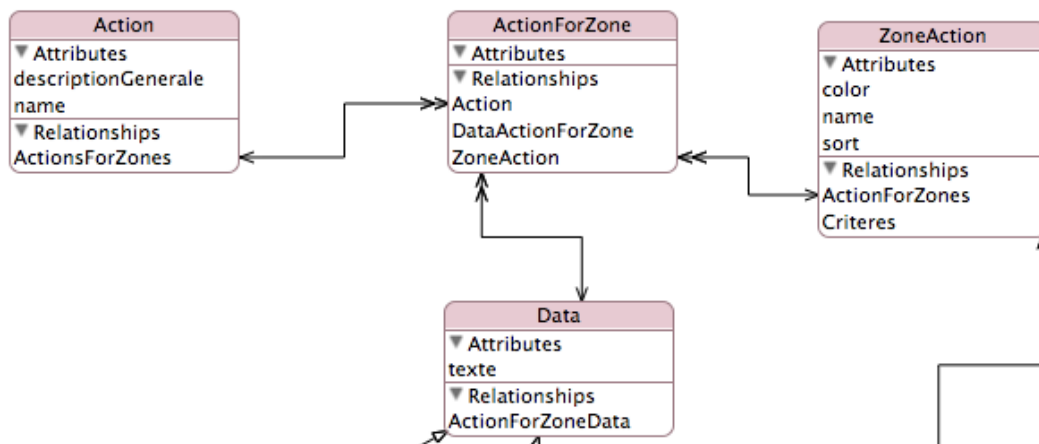 Action
Attributes
descriptionGenerale
name
Relationships
ActionsForZones
ActionForZone
Attributes
Relationships
Action
DataActionForZone
ZoneAction
ZoneAction
Attributes
color
name
sort
Relationships
ActionForZones
Criteres
Data
Attributes
texte
Relationships
ActionForZoneData